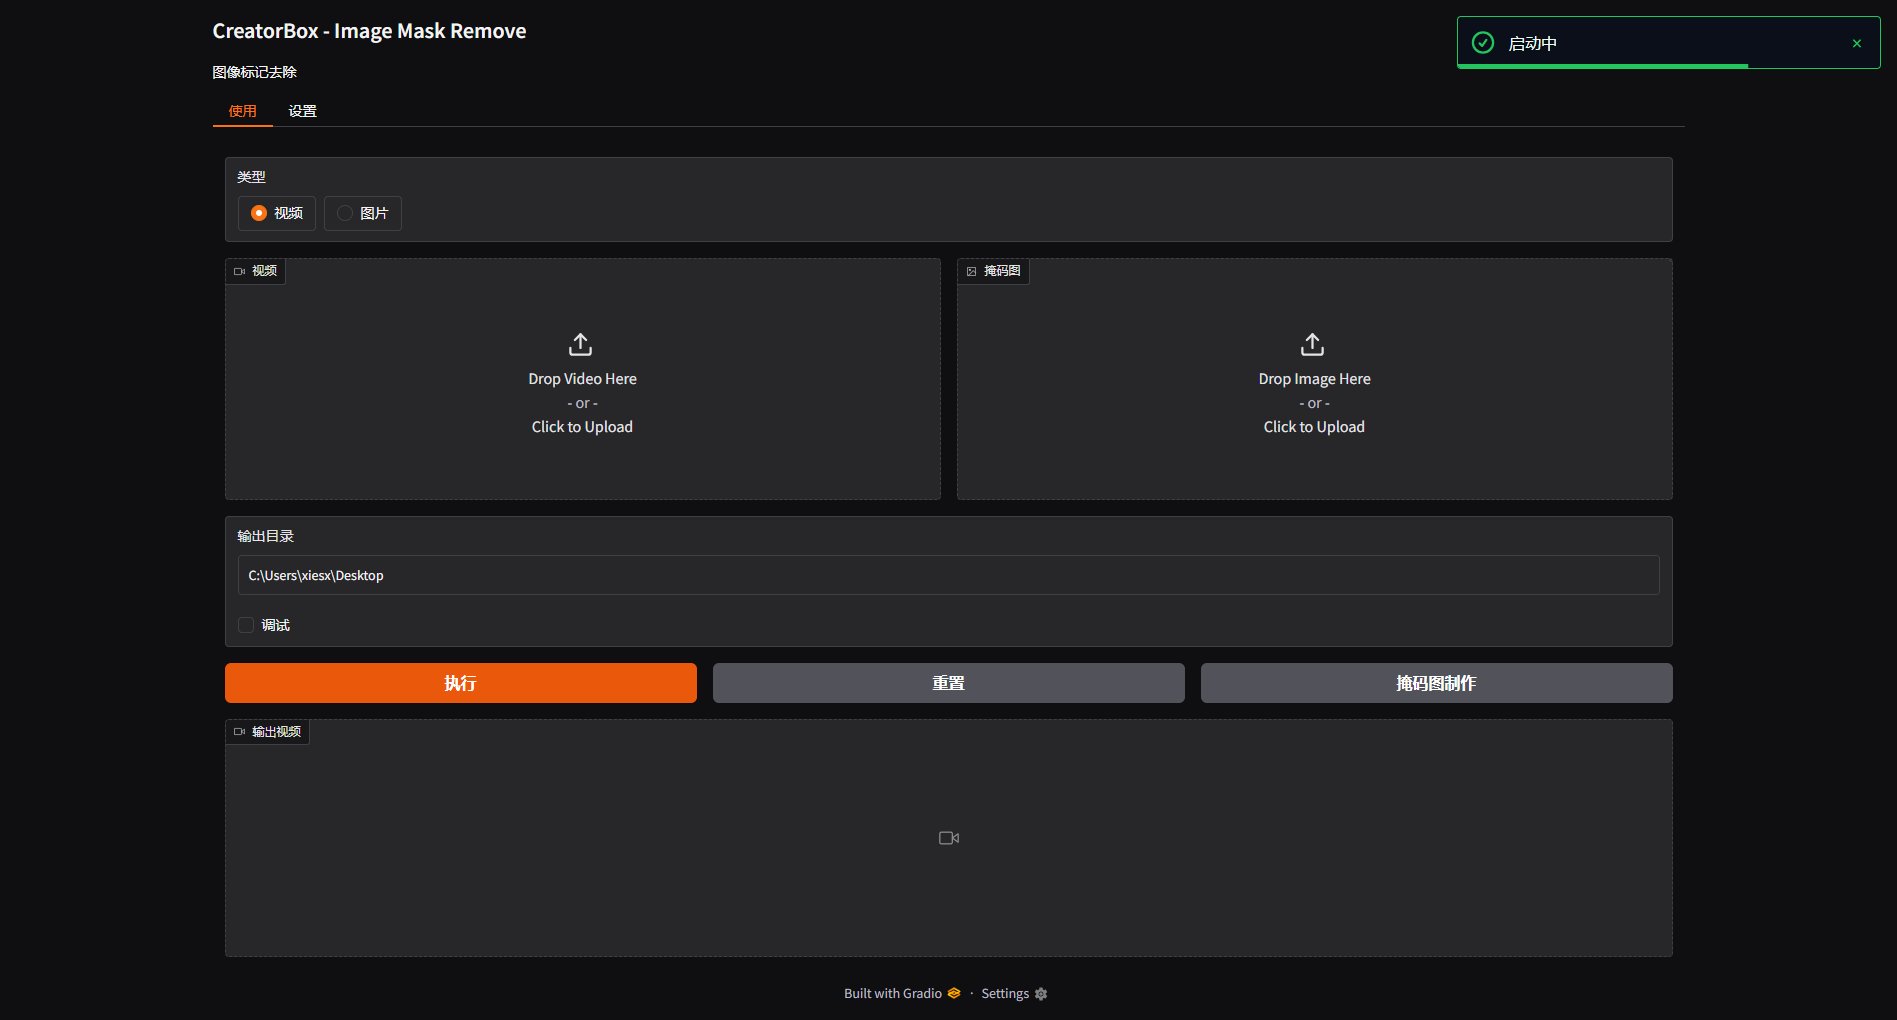 CreatorBox - Image Mask Remove
启动中
图像标记去除
使用
设置
类型
视频
图片
视频
掩码图
Drop Video Here
- or -
Click to Upload
Drop Image Here
- or -
Click to Upload
输出目录
C:\Users\xiesx\Desktop
调试
执行
重置
掩码图制作
输出视频
Built with Gradio · Settings